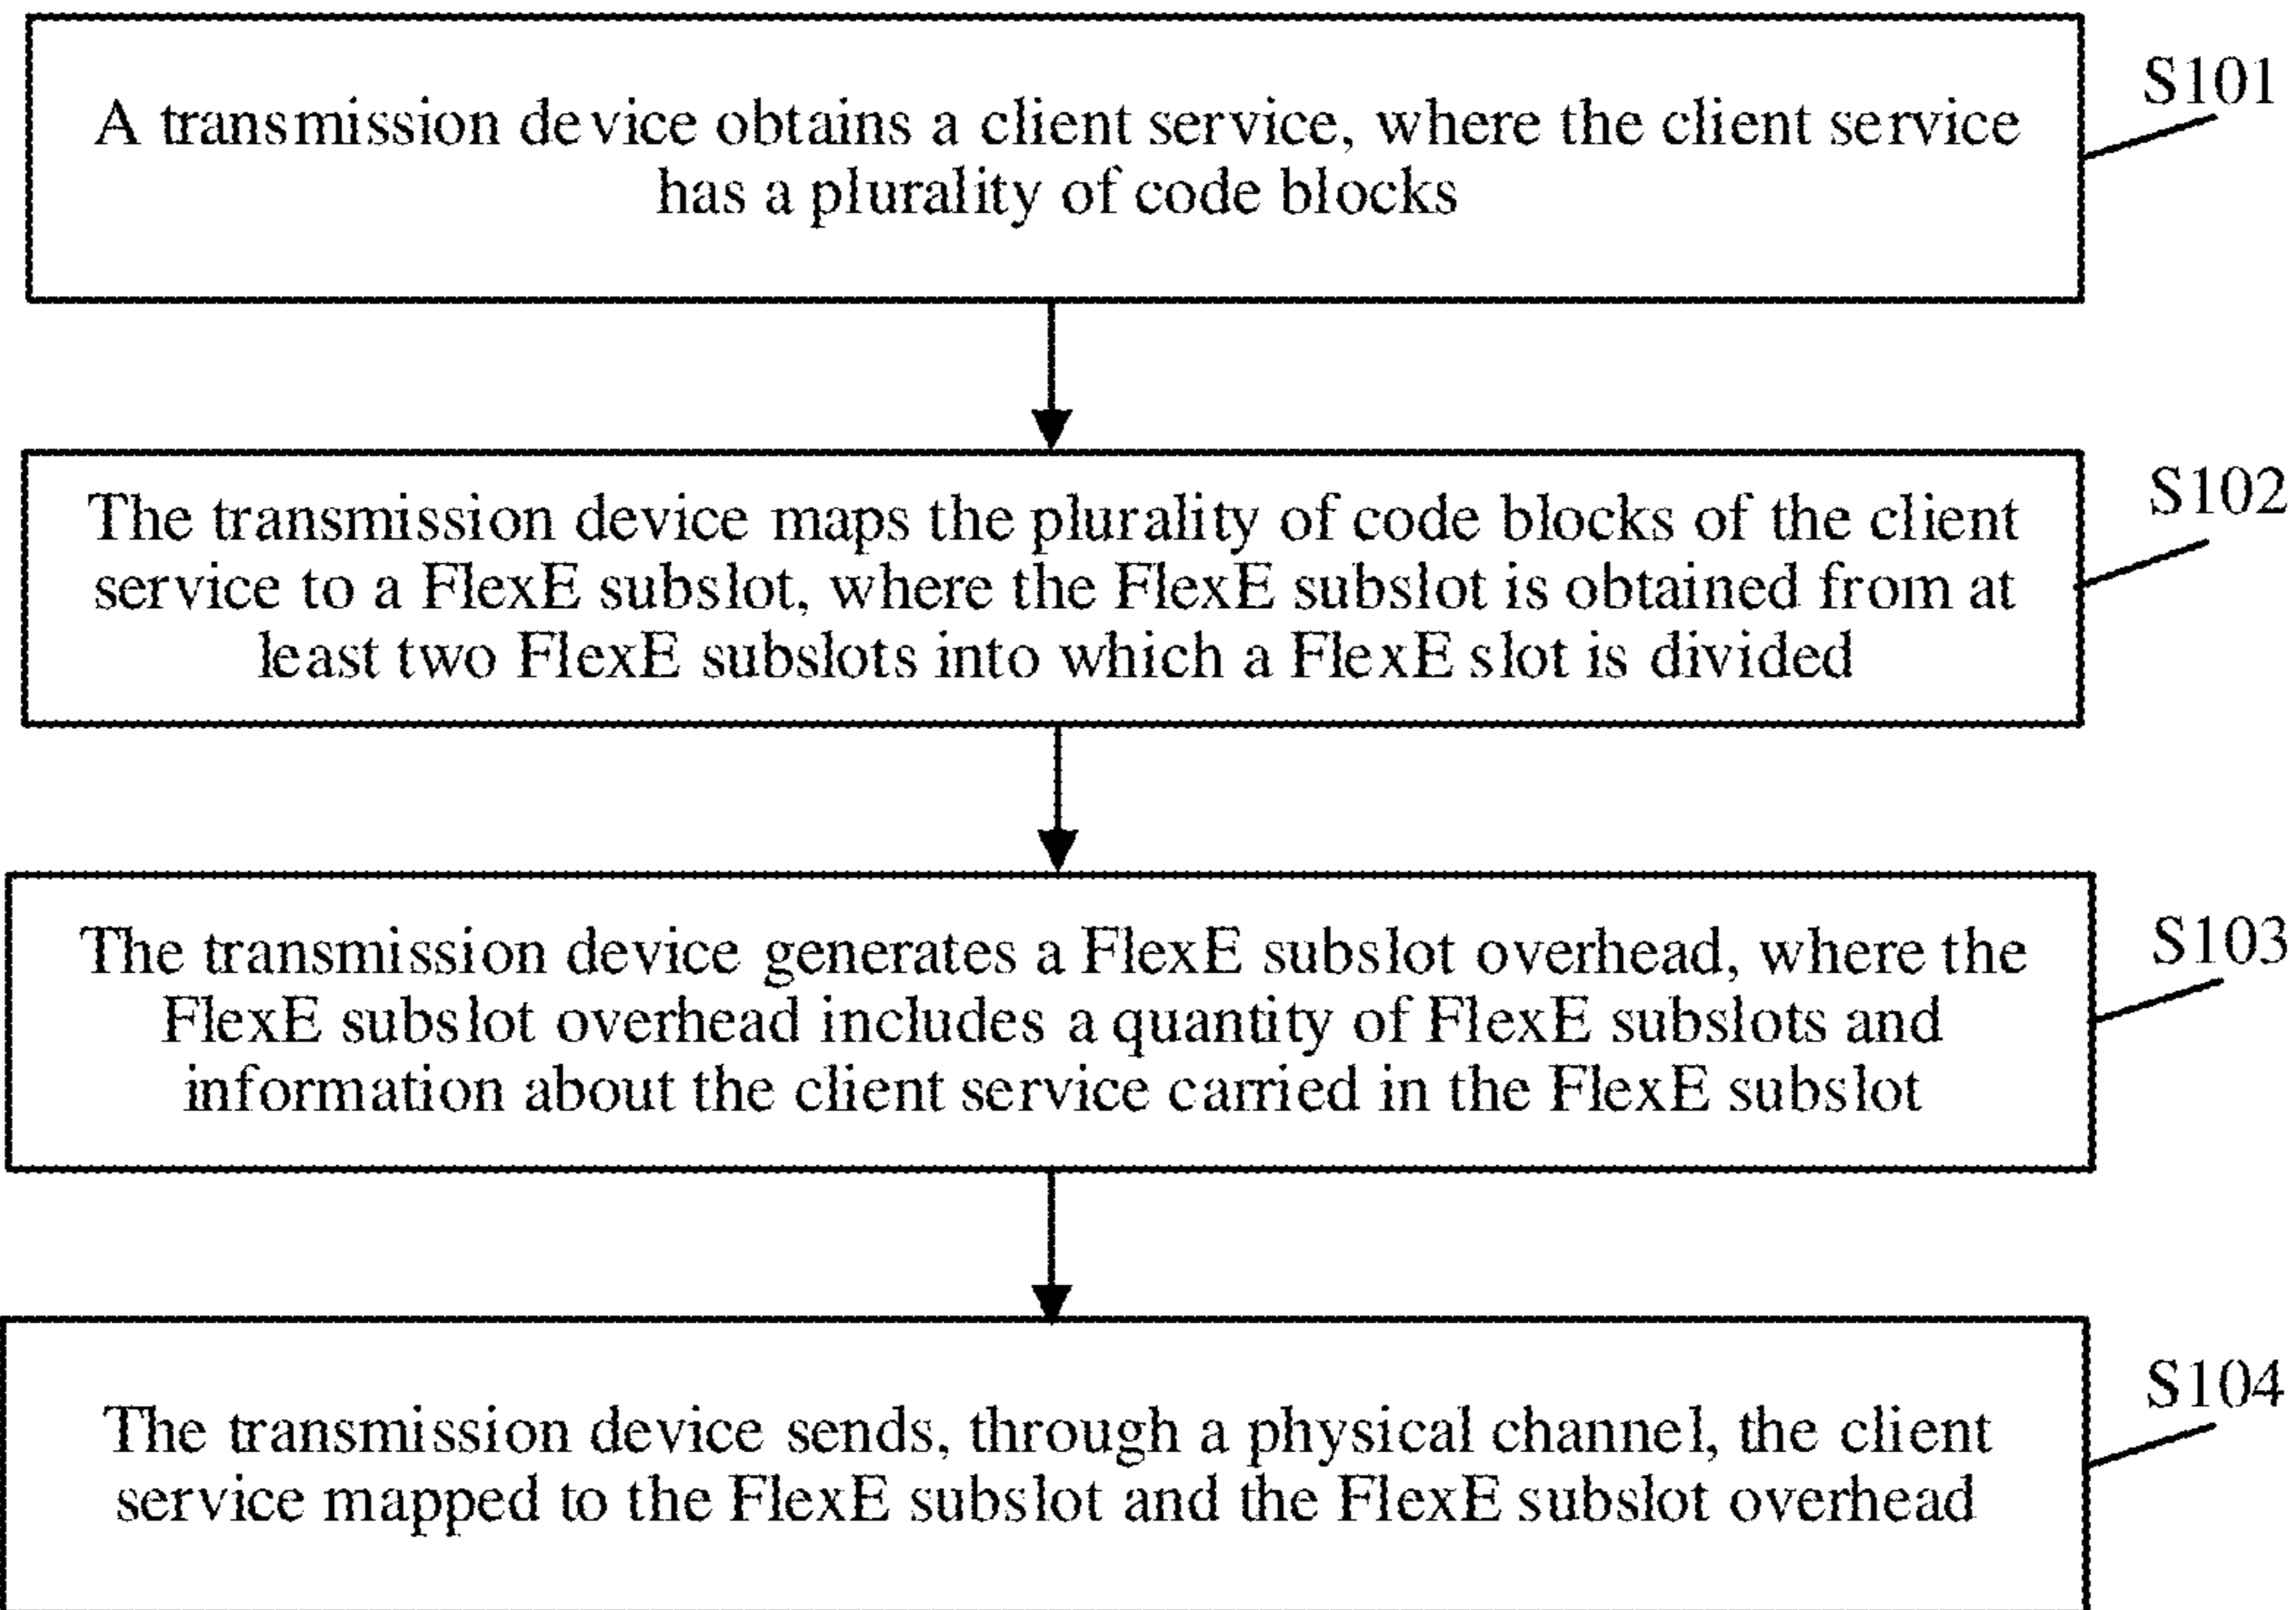 A transmission device obtains a client service, where the client service
has a plurality of code blocks
S101
The transmission device maps the plurality of code blocks of the client
service to a FlexE subslot, where the FlexE subslot is obtained from at
least two FlexE subslots into which a FlexE slot is divided
S102
The transmission device generates a FlexE subslot overhead, where the
FlexE subslot overhead includes a quantity of FlexE subslots and
information about the client service carried in the FlexE subslot
S103
The transmission device sends, through a physical channel, the client
service mapped to the FlexE subslot and the FlexE subslot overhead
S104